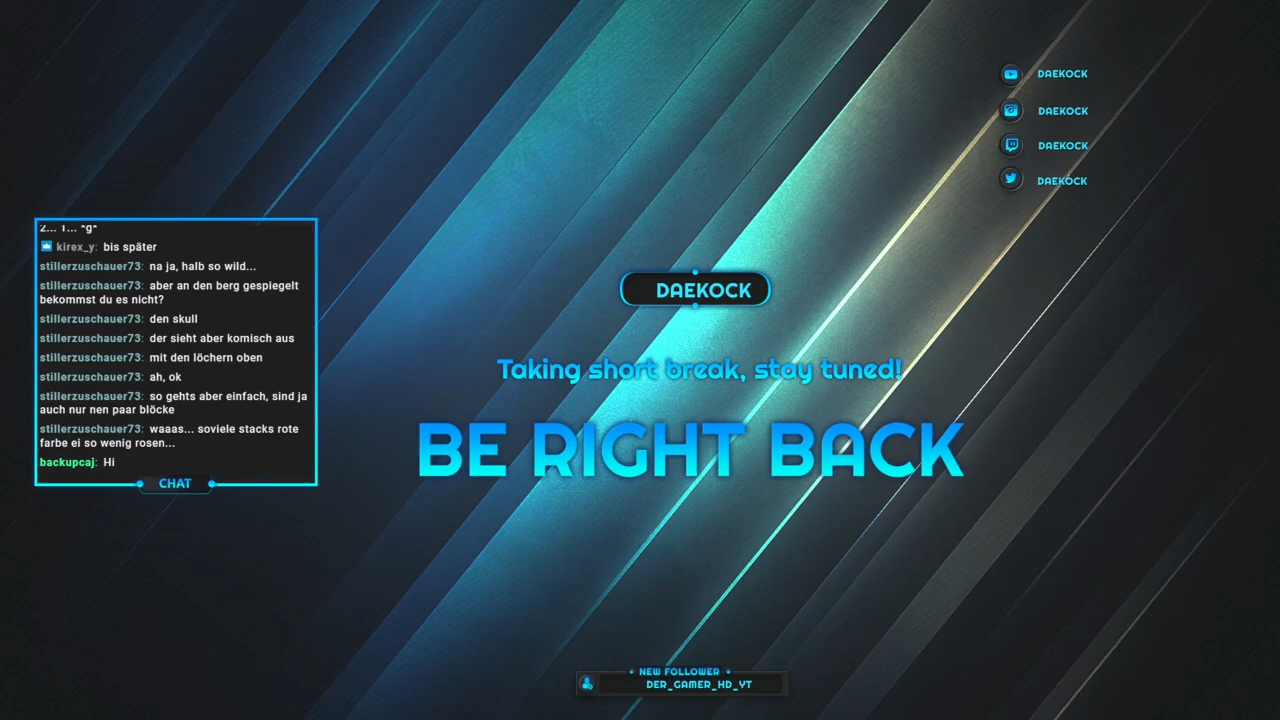 DAEKOCK
DAEKOCK
DAEKOCK
DAEKOCK
2... 1... *g*
kirex_y: bis später
stillerzuschauer73: na ja, halb so wild...
stillerzuschauer73: aber an den berg gespiegelt
bekommst du es nicht?
stillerzuschauer73: den skull
stillerzuschauer73: der sieht aber komisch aus
stillerzuschauer73: mit den löchern oben
stillerzuschauer73: ah, ok
stillerzuschauer73: so gehts aber einfach, sind ja
auch nur nen paar blöcke
stillerzuschauer73: waaas... soviele stacks rote
farbe ei so wenig rosen...
backupcaj: Hi
CHAT
DAEKOCK
Taking short break, stay tuned!
BE RIGHT BACK
NEW FOLLOWER
DER_GAMER_HD_YT